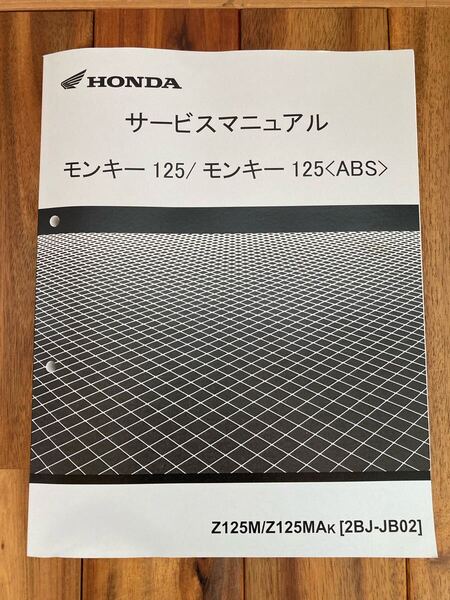 HONDA
サービスマニュアル
モンキー 125/ モンキー 125<ABS>
Z125M/Z125MAK [2BJ-JB02]